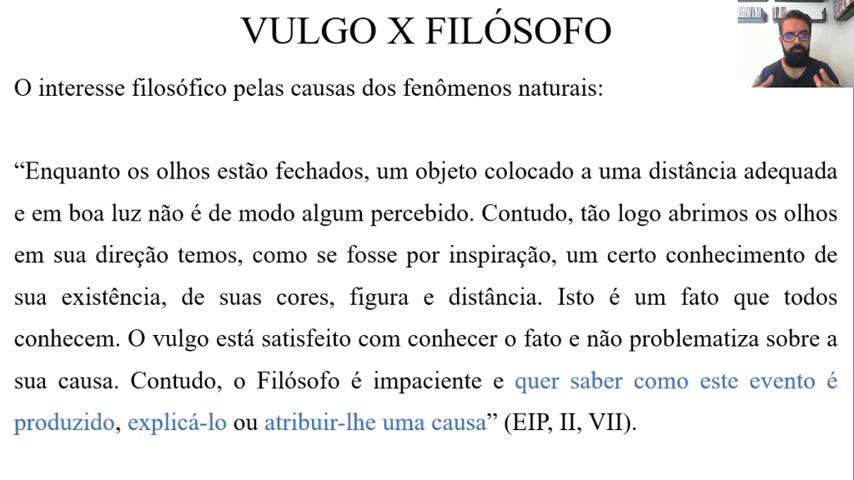 VULGO X FILÓSOFO
O interesse filosófico pelas causas dos fenômenos naturais:
“Enquanto os olhos estão fechados, um objeto colocado a uma distância adequada
e em boa luz não é de modo algum percebido. Contudo, tão logo abrimos os olhos
em sua direção temos, como se fosse por inspiração, um certo conhecimento de
sua existência, de suas cores, figura e distância. Isto é um fato que todos
conhecem. O vulgo está satisfeito com conhecer o fato e não problematiza sobre a
sua causa. Contudo, o Filósofo é impaciente e quer saber como este evento é
produzido, explicá-lo ou atribuir-lhe uma causa” (EIP, II, VII).